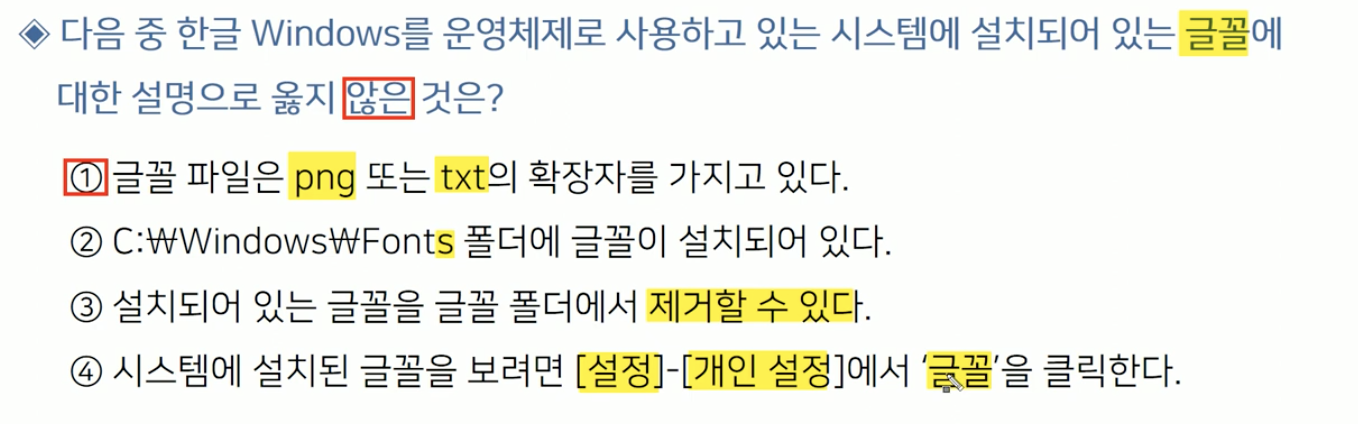 ◈ 다음 중 한글 Windows를 운영체제로 사용하고 있는 시스템에 설치되어 있는 글꼴에
대한 설명으로 옳지 않은 것은?
① 글꼴 파일은 png 또는 txt의 확장자를 가지고 있다.
② C:₩Windows₩Fonts 폴더에 글꼴이 설치되어 있다.
③ 설치되어 있는 글꼴을 글꼴 폴더에서 제거할 수 있다.
④ 시스템에 설치된 글꼴을 보려면 [설정]-[개인 설정]에서 ‘글꼴’을 클릭한다.